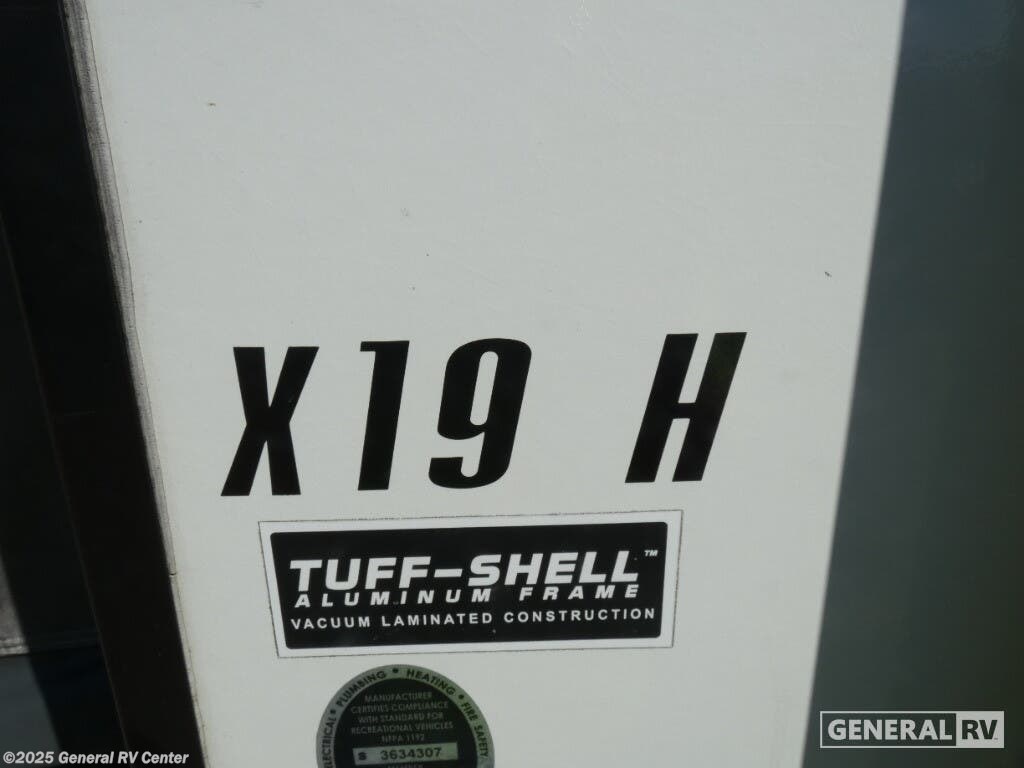 X19 H
TUFF-SHELL™
ALUMINUM FRAME
VACUUM LAMINATED CONSTRUCTION
ELECTRICAL • PLUMBING • HEATING • FIRE SAFETY
MANUFACTURER
CERTIFIES COMPLIANCE
WITH STANDARD FOR
RECREATIONAL VEHICLES
NFPA 1192
3634307
GENERAL RV
©2025 General RV Center